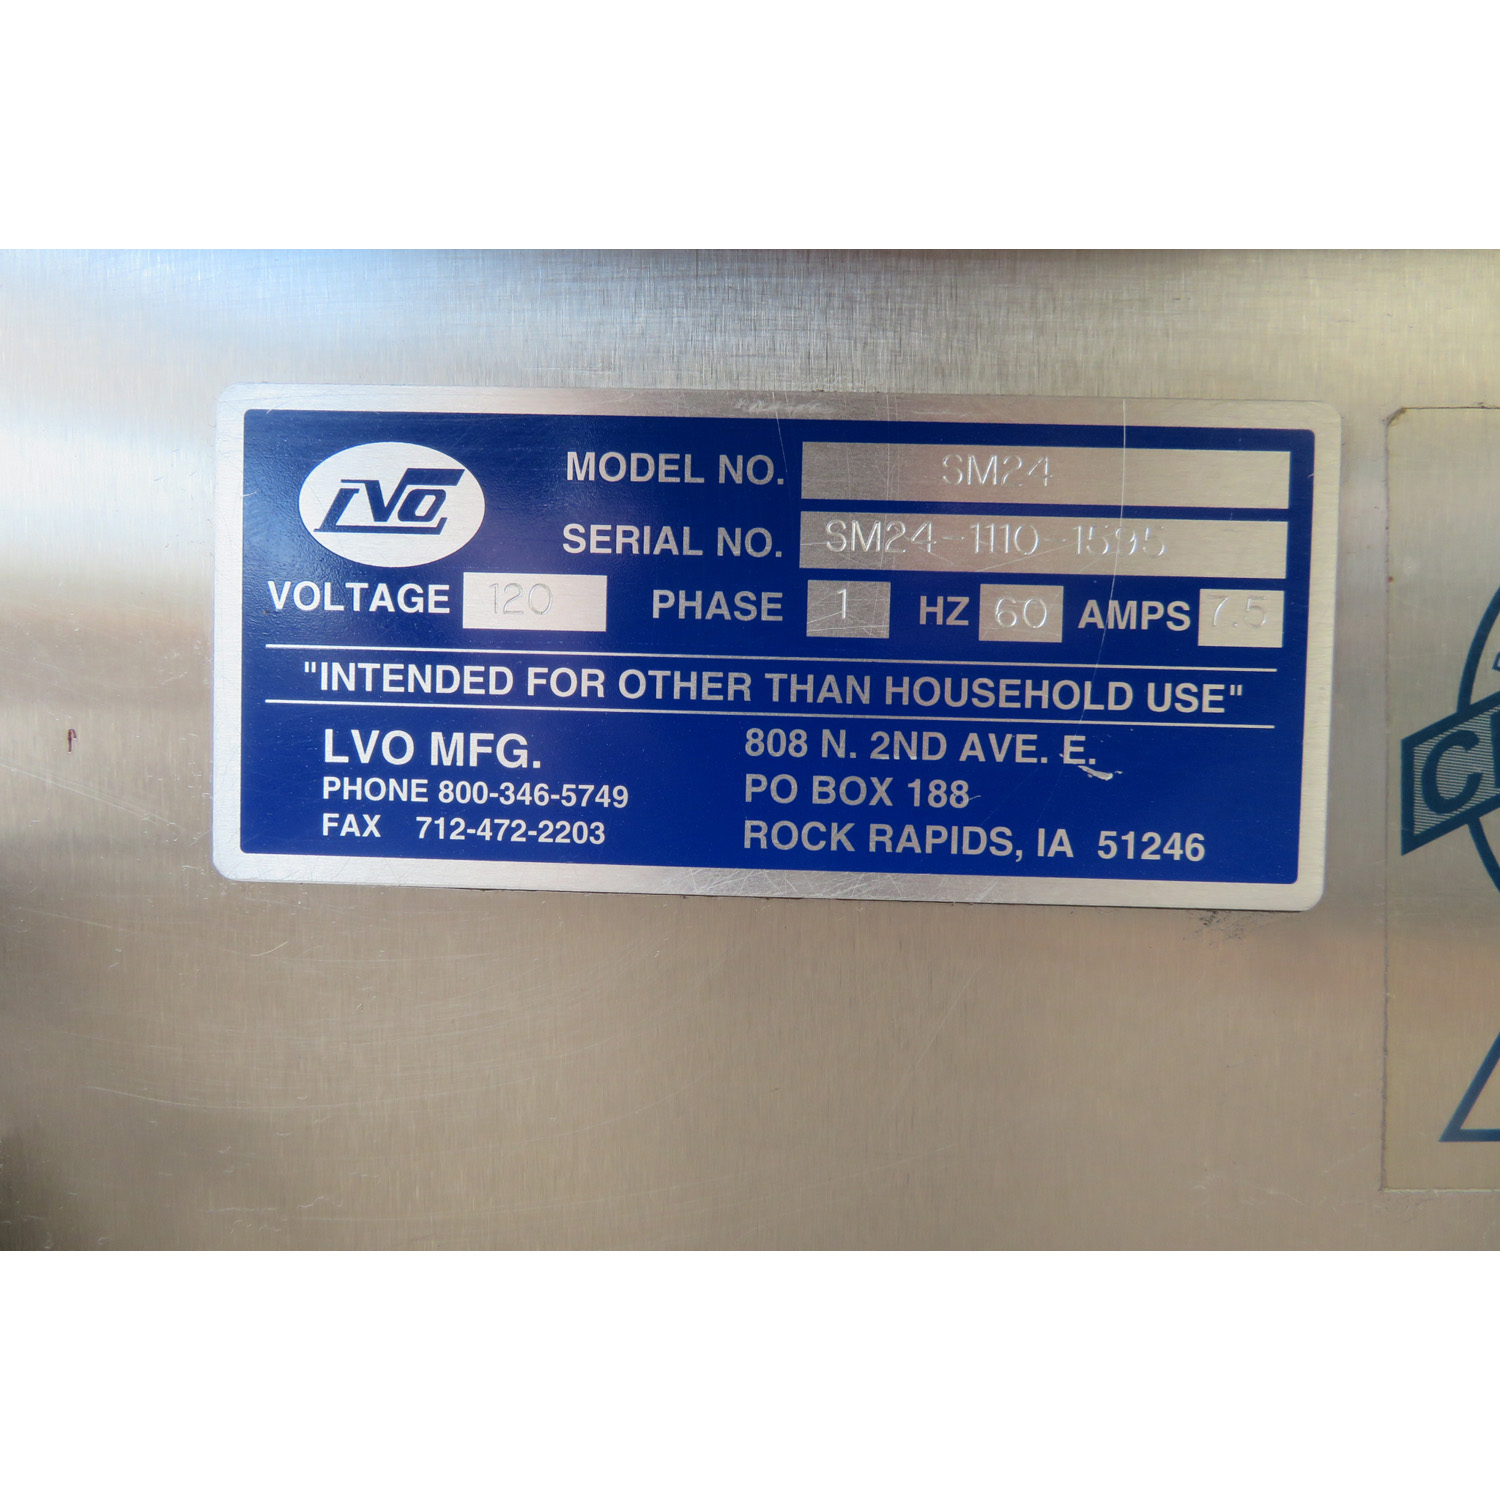 LVO
MODEL NO. SM24
SERIAL NO. SM24-1110-1595
VOLTAGE 120 PHASE 1 HZ 60 AMPS 7.5
"INTENDED FOR OTHER THAN HOUSEHOLD USE"
LVO MFG.
PHONE 800-346-5749
FAX 712-472-2203
808 N. 2ND AVE. E.
PO BOX 188
ROCK RAPIDS, IA 51246